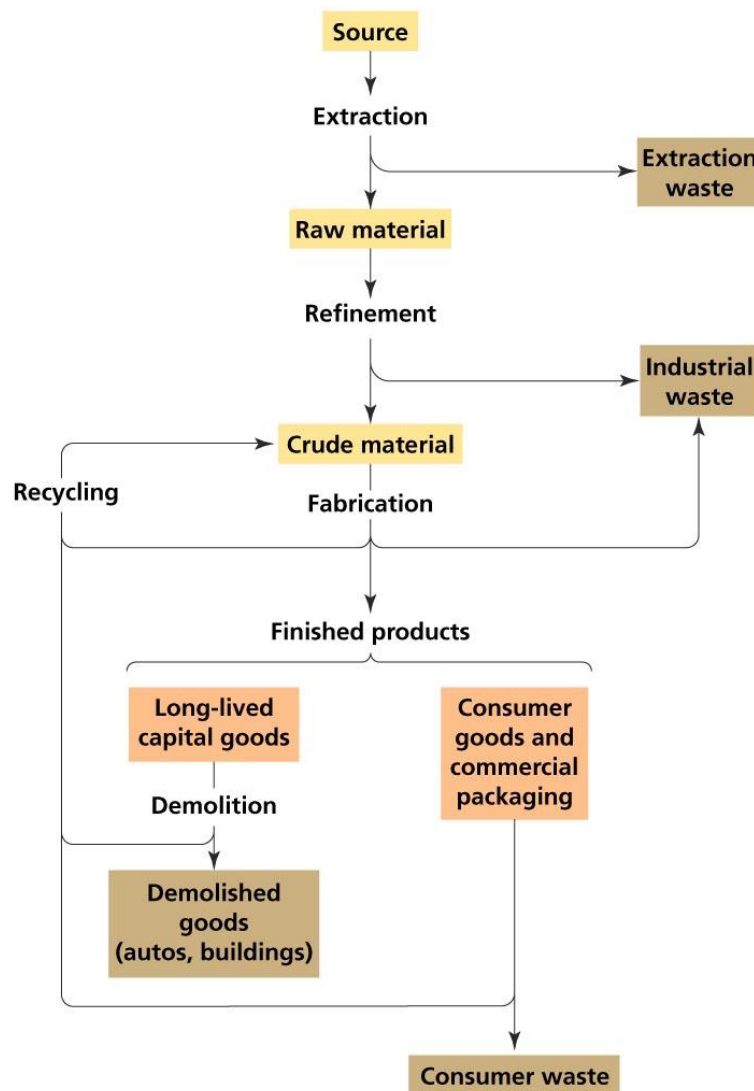 Source
Extraction
Extraction
waste
Raw material
Refinement
Industrial
waste
Crude material
Recycling
Fabrication
Finished products
Long-lived
capital goods
Consumer
goods and
commercial
packaging
Demolition
Demolished
goods
(autos, buildings)
Consumer waste